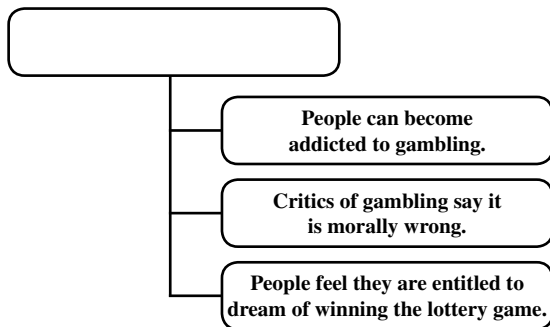 People can become
addicted to gambling.
Critics of gambling say it
is morally wrong.
People feel they are entitled to
dream of winning the lottery game.